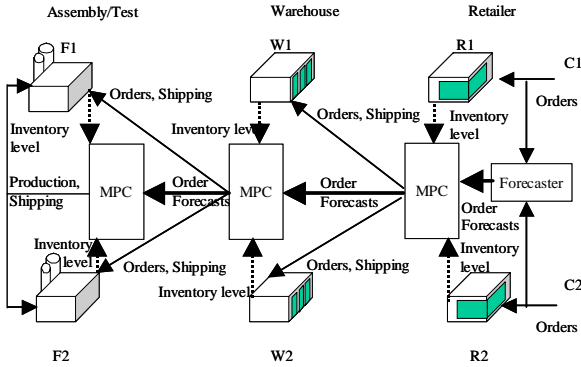 Assembly/Test
Warehouse
Retailer
F1
W1
R1
C1
Orders, Shipping
Orders, Shipping
Orders
Inventory
level
Inventory level
Inventory
level
Production,
Shipping
MPC
Order
Forecasts
MPC
Order
Forecasts
MPC
Forecaster
Order
Forecasts
Inventory
level
Orders, Shipping
Orders, Shipping
Inventory
level
Inventory level
C2
Orders
F2
W2
R2